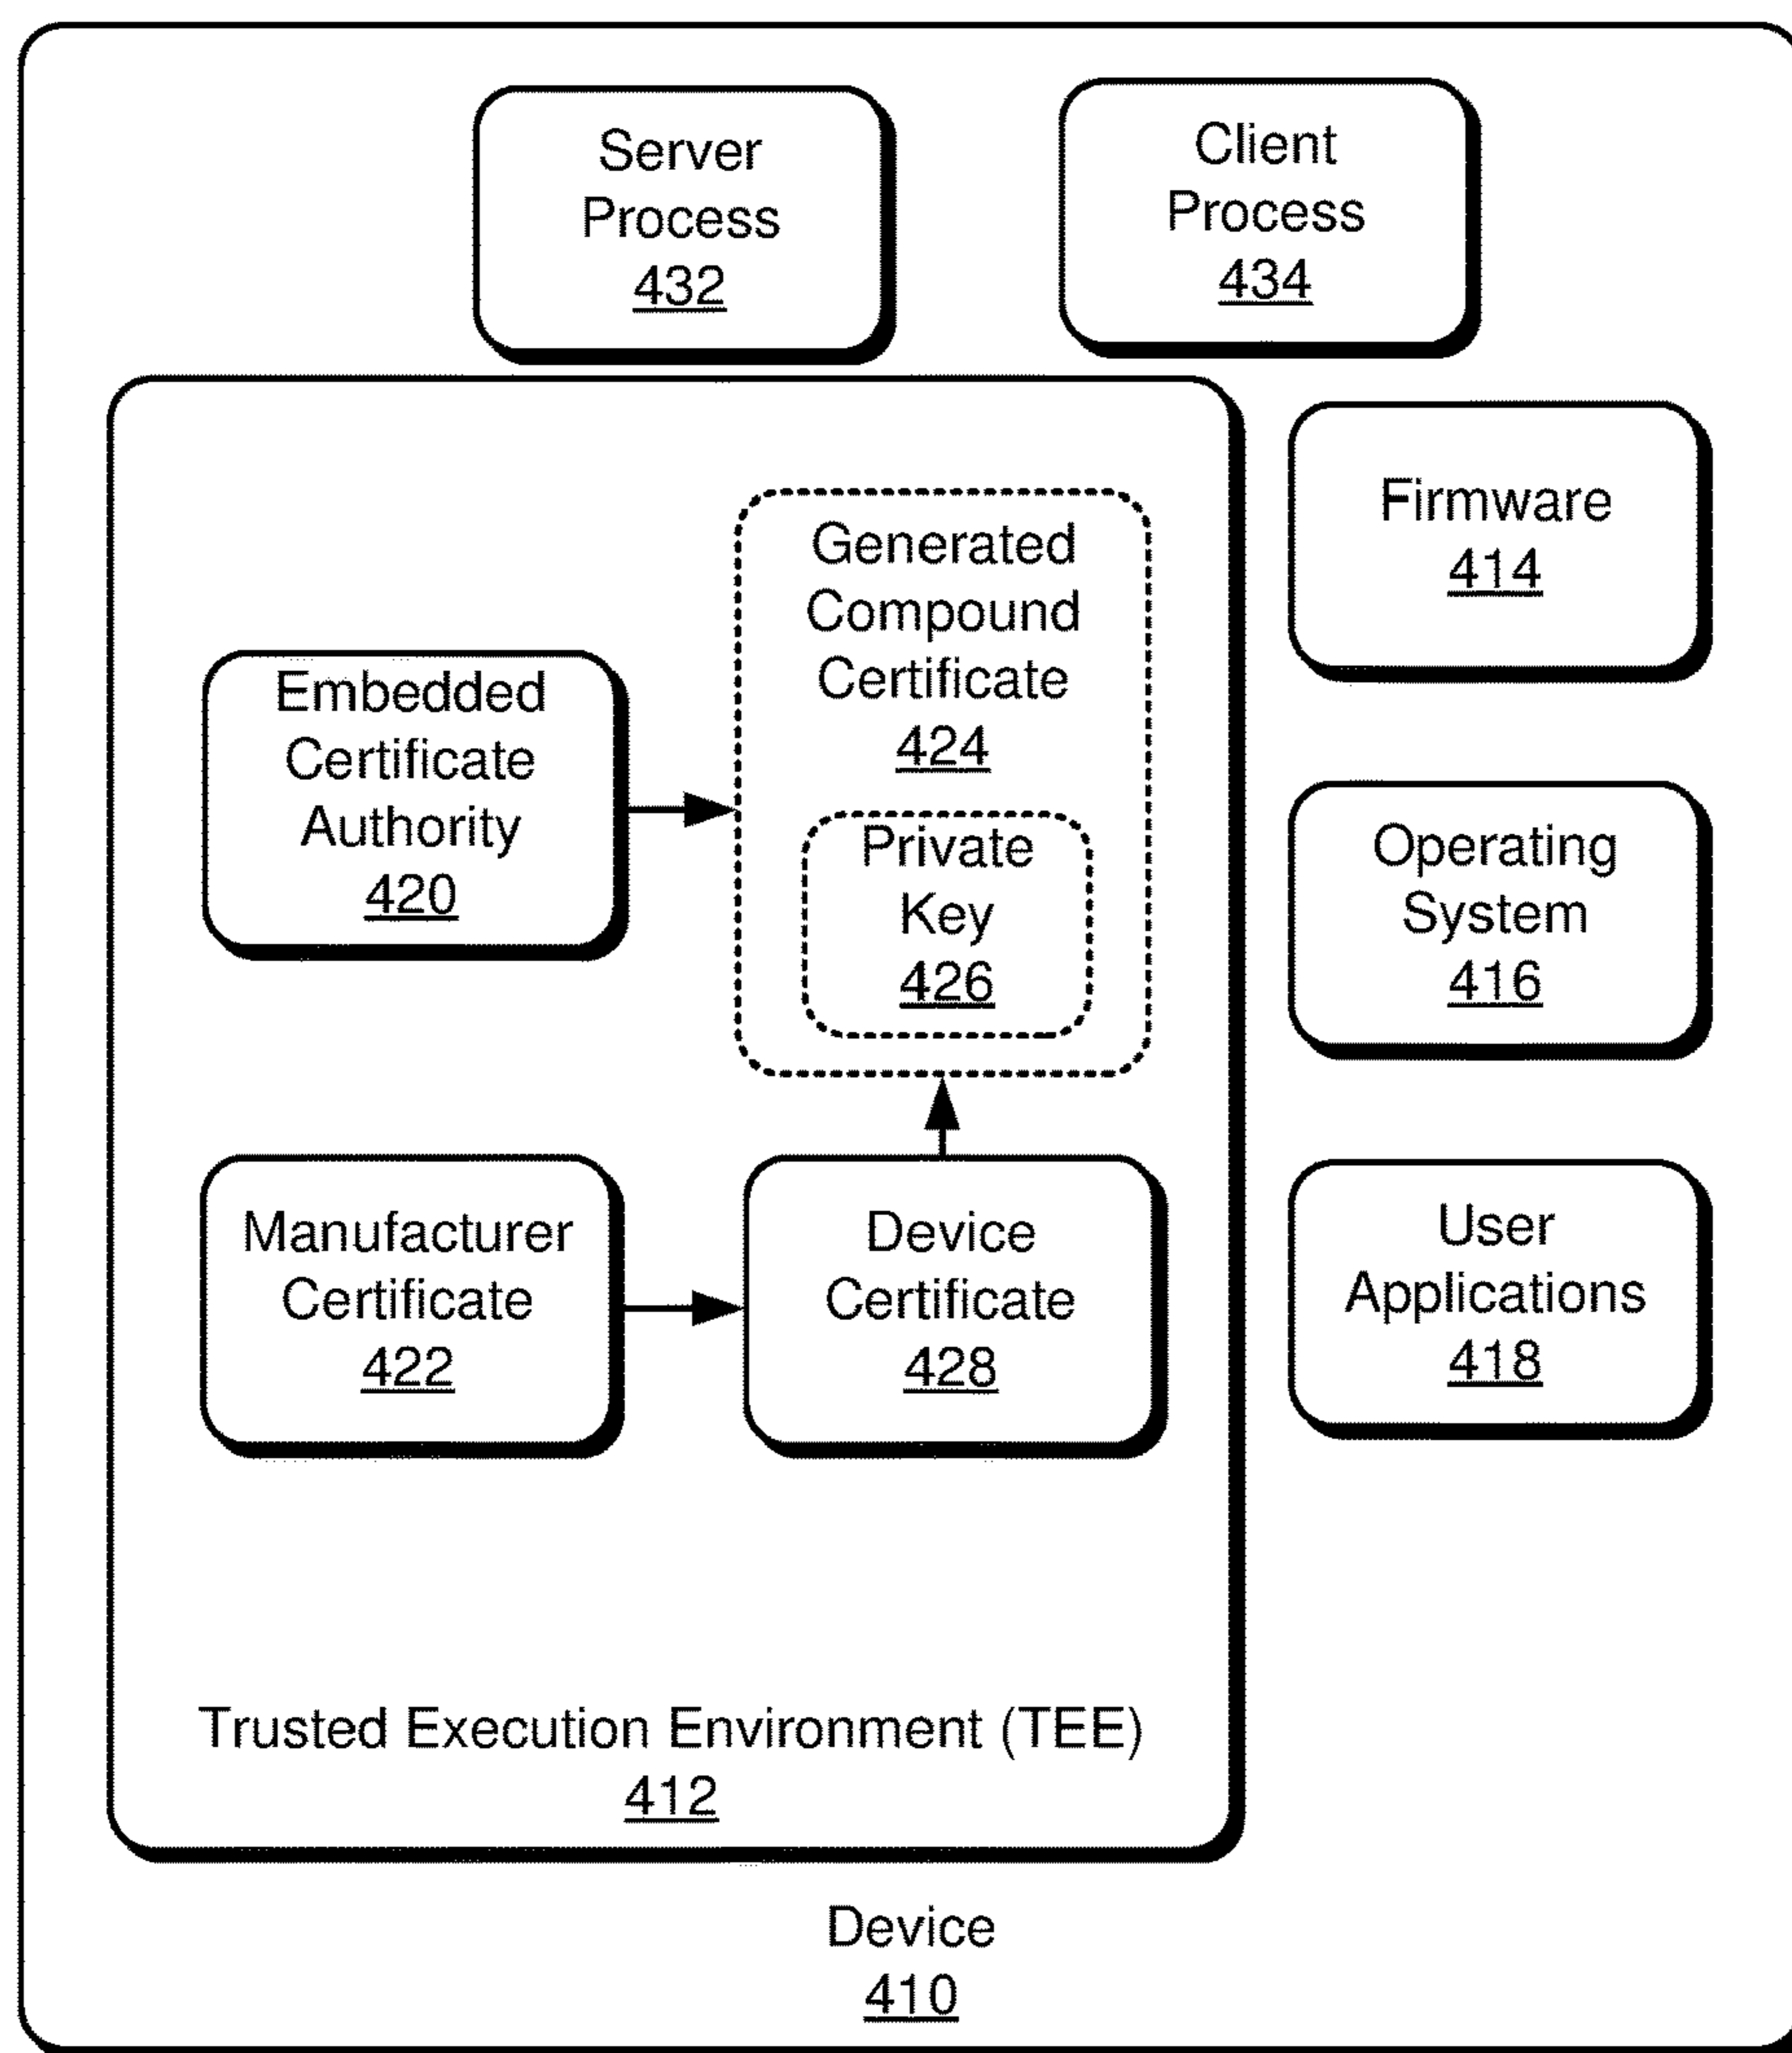 Server
Process
432
Client
Process
434
Firmware
414
Generated
Compound
Certificate
424
Private
Key
426
Embedded
Certificate
Authority
420
Operating
System
416
Manufacturer
Certificate
422
Device
Certificate
428
User
Applications
418
Trusted Execution Environment (TEE)
412
Device
410